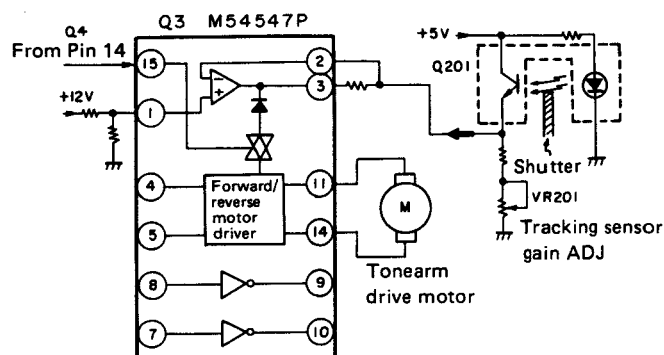 Q3 M54547P
Q4
From Pin 14
+12V
15
1
4
5
8
7
2
3
11
14
9
10
-
+
Forward/
reverse
motor
driver
M
Tonearm
drive motor
+5V
Q201
Shutter
VR201
Tracking sensor
gain ADJ